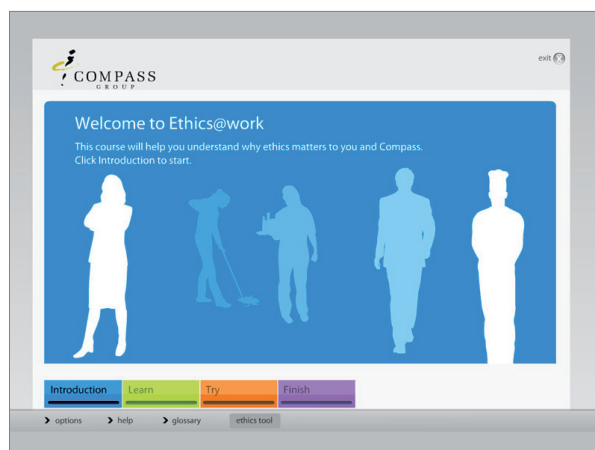 exit
COMPASS
GROUP
Welcome to Ethics@work
This course will help you understand why ethics matters to you and Compass.
Click Introduction to start.
Introduction Learn Try Finish
options help glossary ethics tool